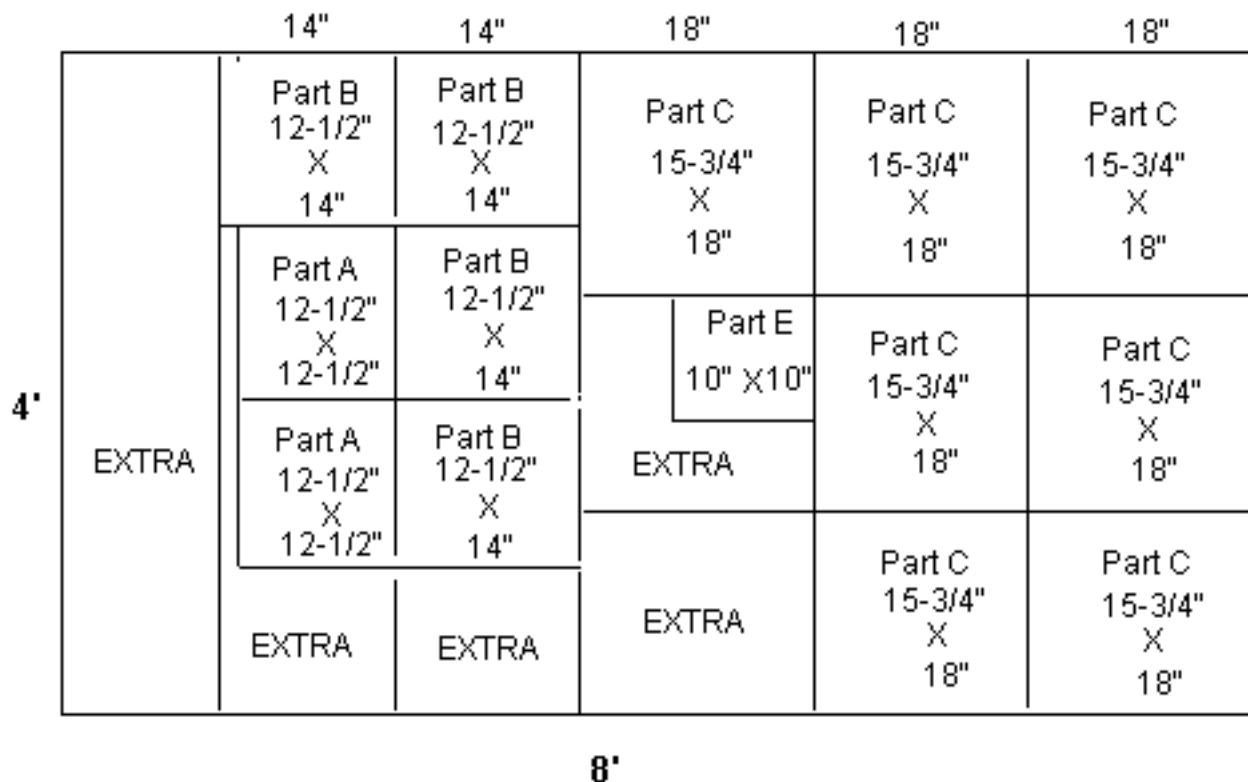 14"
14"
18"
18"
18"
Part B
12-1/2"
X
14"
Part B
12-1/2"
X
14"
Part C
15-3/4"
X
18"
Part C
15-3/4"
X
18"
Part C
15-3/4"
X
18"
Part A
12-1/2"
X
12-1/2"
Part B
12-1/2"
X
14"
Part E
10" X10"
Part C
15-3/4"
X
18"
Part C
15-3/4"
X
18"
4'
EXTRA
Part A
12-1/2"
X
12-1/2"
Part B
12-1/2"
X
14"
EXTRA
EXTRA
EXTRA
EXTRA
Part C
15-3/4"
X
18"
Part C
15-3/4"
X
18"
8'